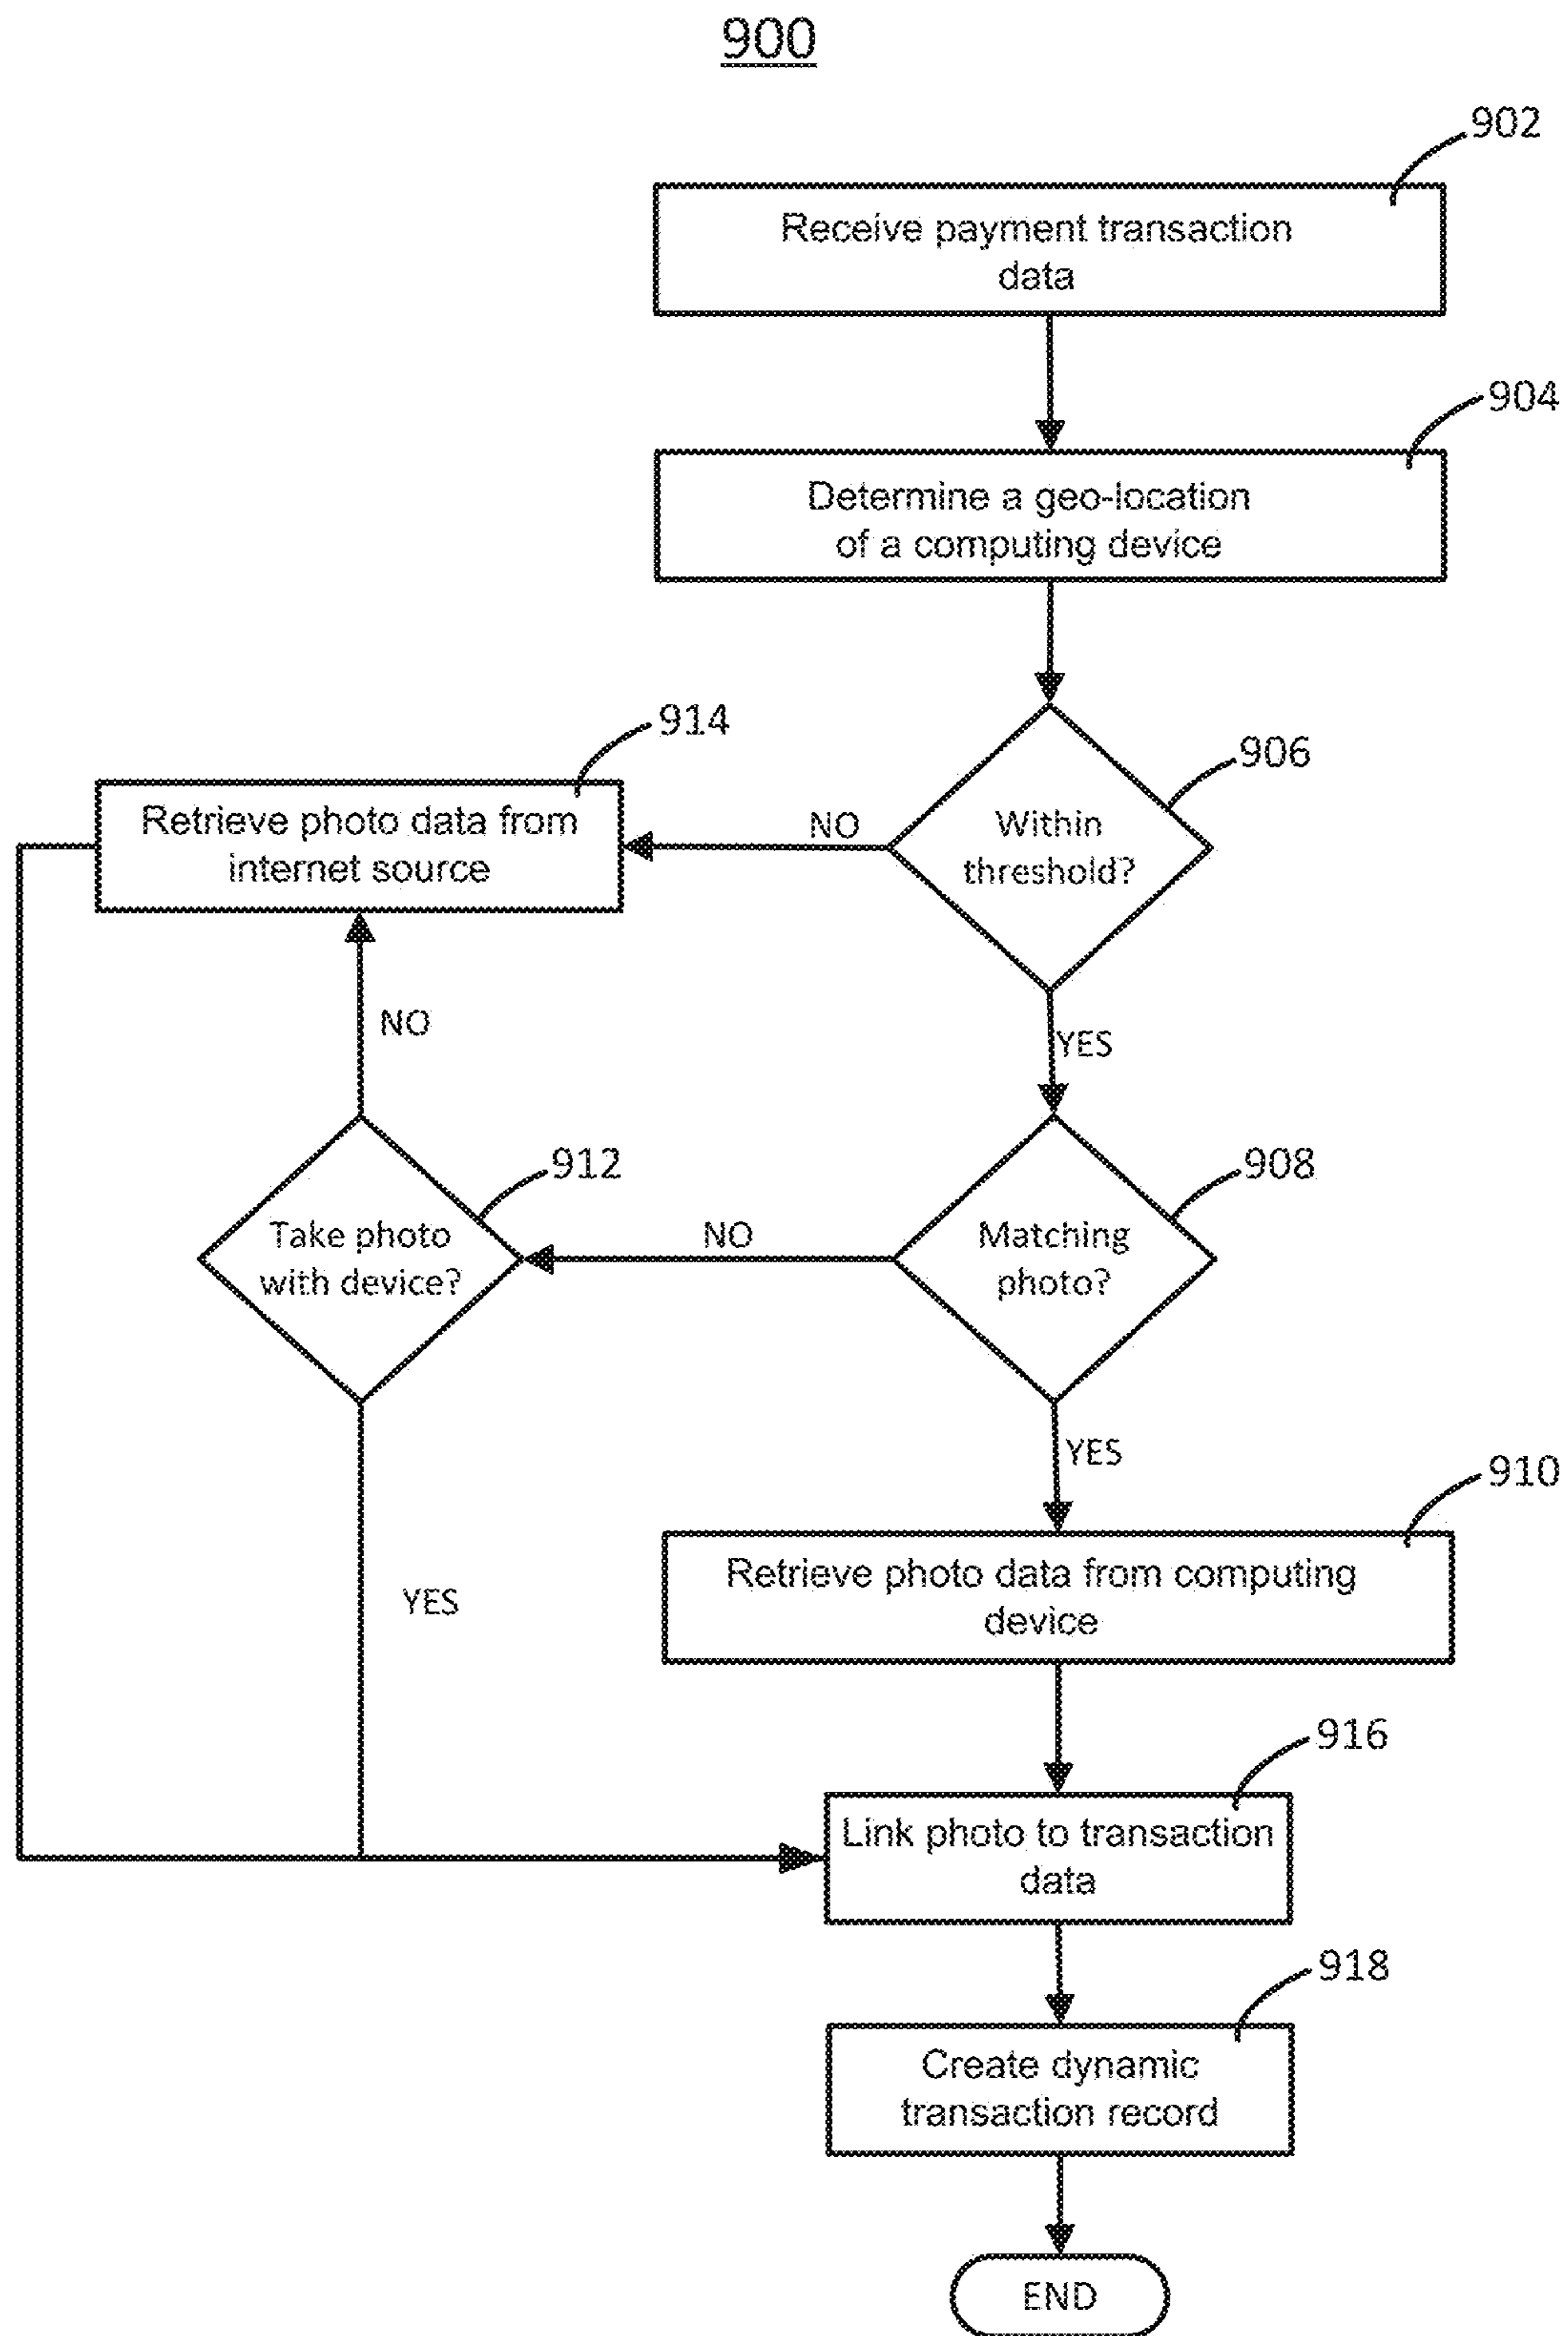 900
902
Receive payment transaction
data
904
Determine a geo-location
of a computing device
914
906
Retrieve photo data from
internet source
NO
Within
threshold?
NO
YES
912
908
Take photo
with device?
NO
Matching
photo?
YES
910
Retrieve photo data from computing
device
YES
916
Link photo to transaction
data
918
Create dynamic
transaction record
END